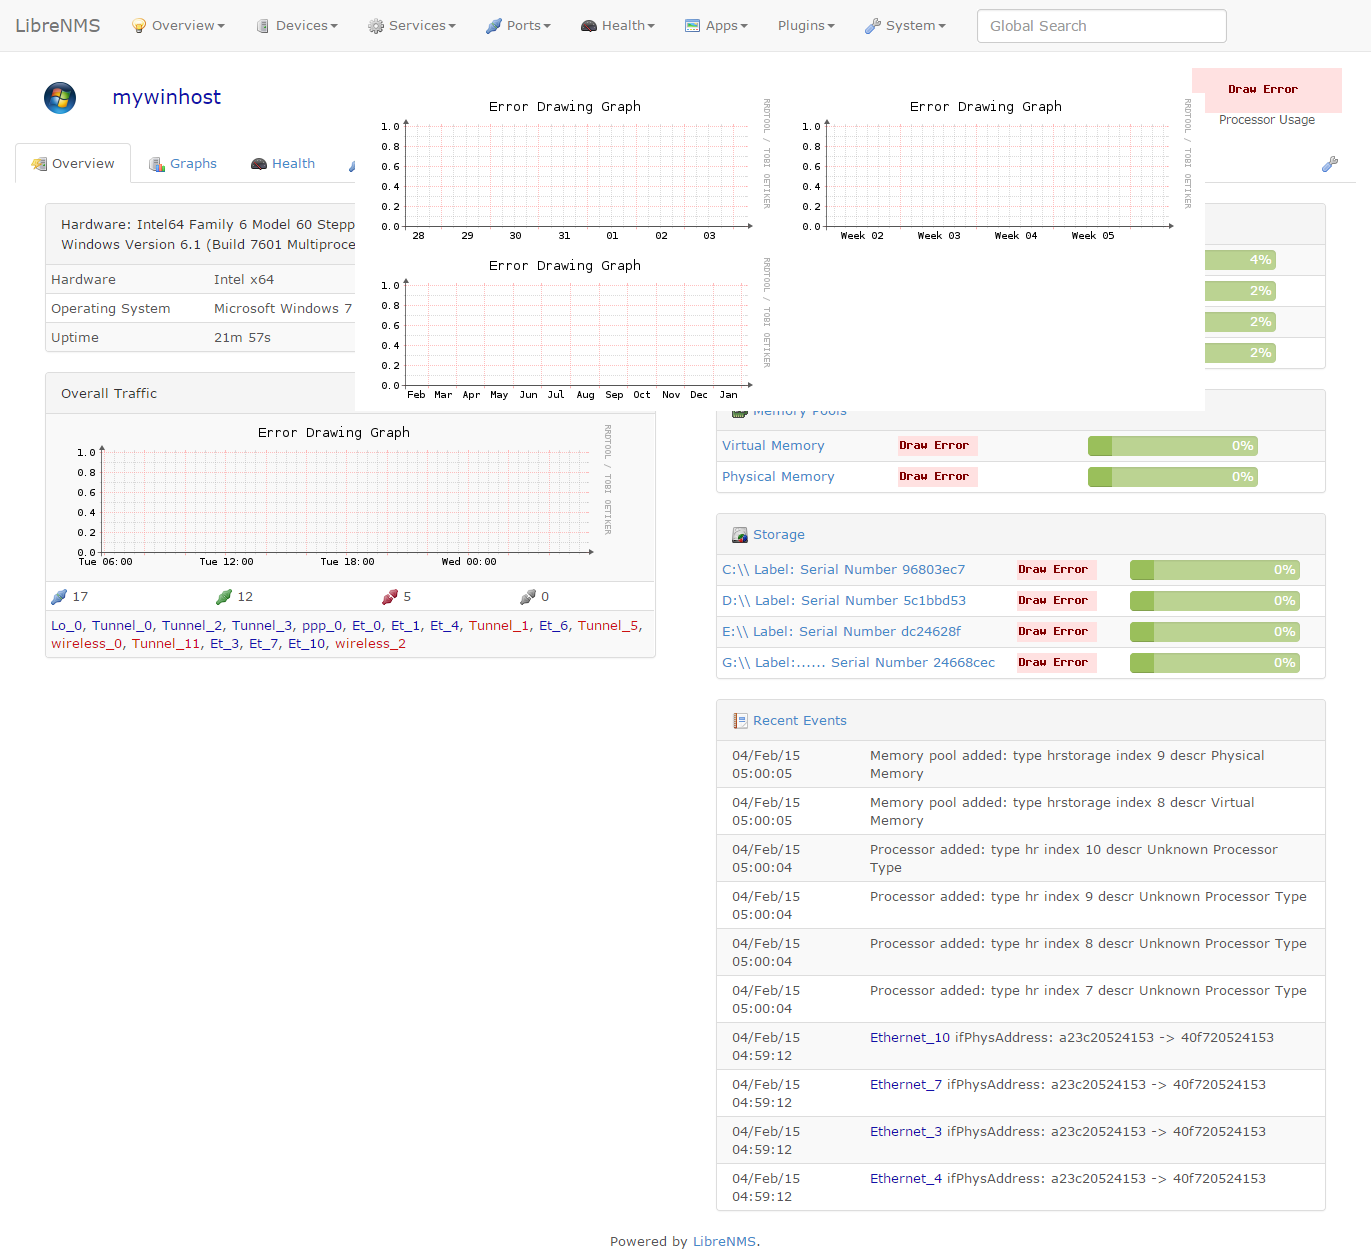 LibreNMS Overview Devices Services Ports Health Apps Plugins System Global Search
mywinhost
Draw Error
Processor Usage
Overview Graphs Health
Error Drawing Graph
1.0
0.8
0.6
0.4
0.2
0.0
28 29 30 31 01 02 03
RRDTOOL / TOBI OETIKER
Error Drawing Graph
1.0
0.8
0.6
0.4
0.2
0.0
Week 02 Week 03 Week 04 Week 05
RRDTOOL / TOBI OETIKER
Error Drawing Graph
1.0
0.8
0.6
0.4
0.2
0.0
Feb Mar Apr May Jun Jul Aug Sep Oct Nov Dec Jan
RRDTOOL / TOBI OETIKER
Hardware: Intel64 Family 6 Model 60 Stepp
Windows Version 6.1 (Build 7601 Multiproce
Hardware Intel x64
Operating System Microsoft Windows 7
Uptime 21m 57s
Overall Traffic
Error Drawing Graph
1.0
0.8
0.6
0.4
0.2
0.0
Tue 06:00 Tue 12:00 Tue 18:00 Wed 00:00
RRDTOOL / TOBI OETIKER
17 12 5 0
Lo_0, Tunnel_0, Tunnel_2, Tunnel_3, ppp_0, Et_0, Et_1, Et_4, Tunnel_1, Et_6, Tunnel_5,
wireless_0, Tunnel_11, Et_3, Et_7, Et_10, wireless_2
4%
2%
2%
2%
Memory Pools
Virtual Memory Draw Error 0%
Physical Memory Draw Error 0%
Storage
C:\\ Label: Serial Number 96803ec7 Draw Error 0%
D:\\ Label: Serial Number 5c1bbd53 Draw Error 0%
E:\\ Label: Serial Number dc24628f Draw Error 0%
G:\\ Label:...... Serial Number 24668cec Draw Error 0%
Recent Events
04/Feb/15 Memory pool added: type hrstorage index 9 descr Physical
05:00:05 Memory
04/Feb/15 Memory pool added: type hrstorage index 8 descr Virtual
05:00:05 Memory
04/Feb/15 Processor added: type hr index 10 descr Unknown Processor
05:00:04 Type
04/Feb/15 Processor added: type hr index 9 descr Unknown Processor Type
05:00:04
04/Feb/15 Processor added: type hr index 8 descr Unknown Processor Type
05:00:04
04/Feb/15 Processor added: type hr index 7 descr Unknown Processor Type
05:00:04
04/Feb/15 Ethernet_10 ifPhysAddress: a23c20524153 -> 40f720524153
04:59:12
04/Feb/15 Ethernet_7 ifPhysAddress: a23c20524153 -> 40f720524153
04:59:12
04/Feb/15 Ethernet_3 ifPhysAddress: a23c20524153 -> 40f720524153
04:59:12
04/Feb/15 Ethernet_4 ifPhysAddress: a23c20524153 -> 40f720524153
04:59:12
Powered by LibreNMS.